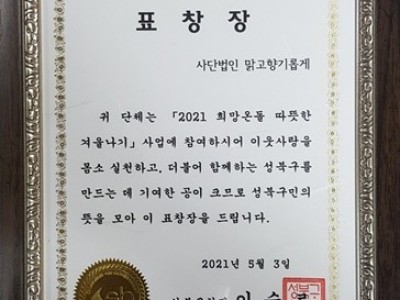 표창장
사단법인 맑고향기롭게
귀 단체는 「2021 희망온돌 따뜻한
겨울나기」 사업에 참여하시어 이웃사랑을
몸소 실천하고, 더불어 함께하는 성북구를
만드는 데 기여한 공이 크므로 성북구민의
뜻을 모아 이 표창장을 드립니다.
2021년 5월 3일